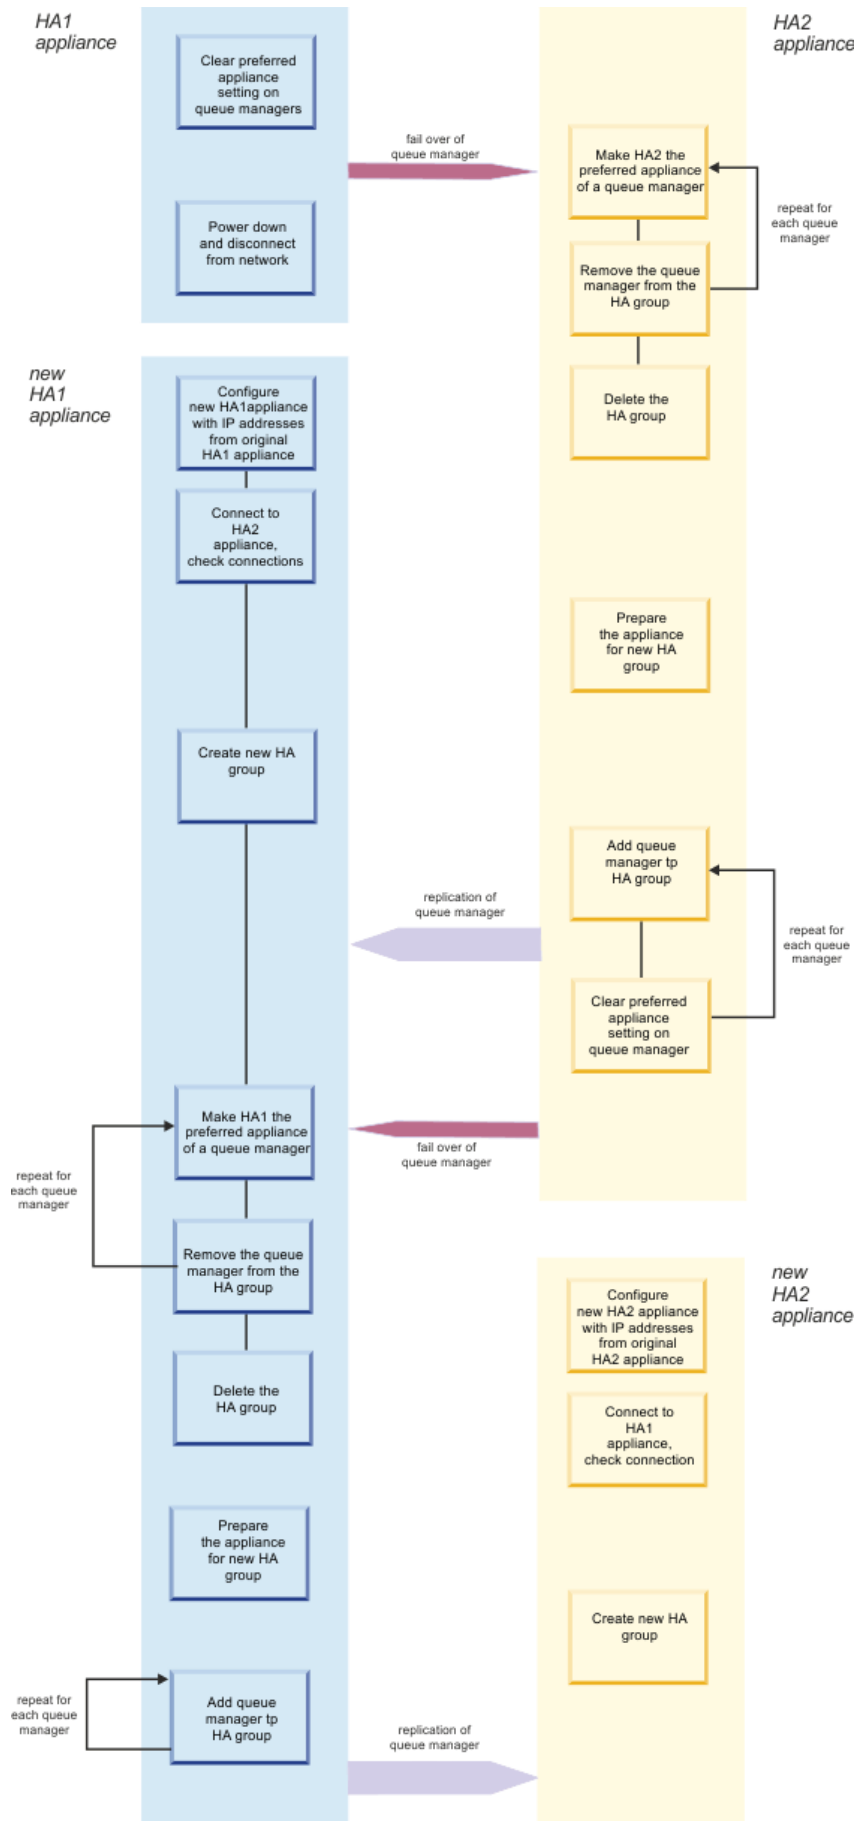 HA1
appliance
HA2
appliance
Clear preferred
appliance
setting on
queue managers
fail over of
queue manager
Make HA2 the
preferred appliance
of a queue manager
repeat for
each queue
manager
Power down
and disconnect
from network
Remove the queue
manager from the
HA group
new
HA1
appliance
Configure
new HA1appliance
with IP addresses
from original
HA1 appliance
Delete the
HA group
Connect to
HA2
appliance,
check connections
Prepare
the appliance
for new HA
group
Create new HA
group
Add queue
manager tp
HA group
replication of
queue manager
repeat for
each queue
manager
Clear preferred
appliance
setting on
queue manager
Make HA1 the
preferred appliance
of a queue manager
fail over of
queue manager
repeat for
each queue
manager
Remove the queue
manager from the
HA group
new
HA2
appliance
Configure
new HA2 appliance
with IP addresses
from original
HA2 appliance
Delete the
HA group
Connect to
HA1
appliance,
check connection
Prepare
the appliance
for new HA
group
Create new HA
group
repeat for
each queue
manager
Add queue
manager tp
HA group
replication of
queue manager